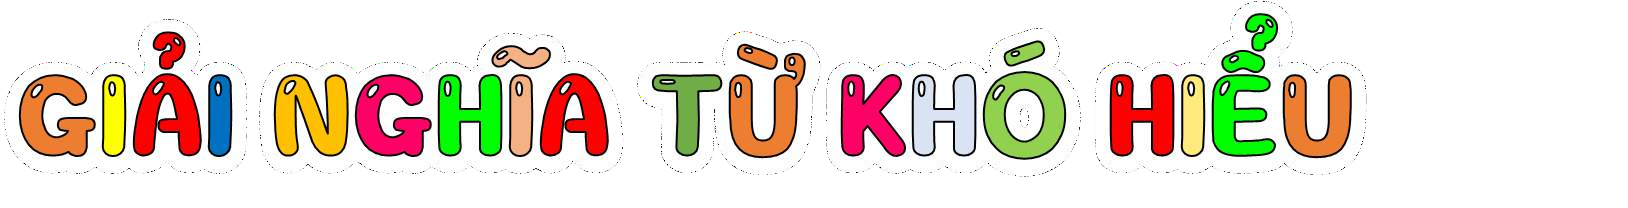 GIẢI NGHĨA TỪ KHÓ HIỂU